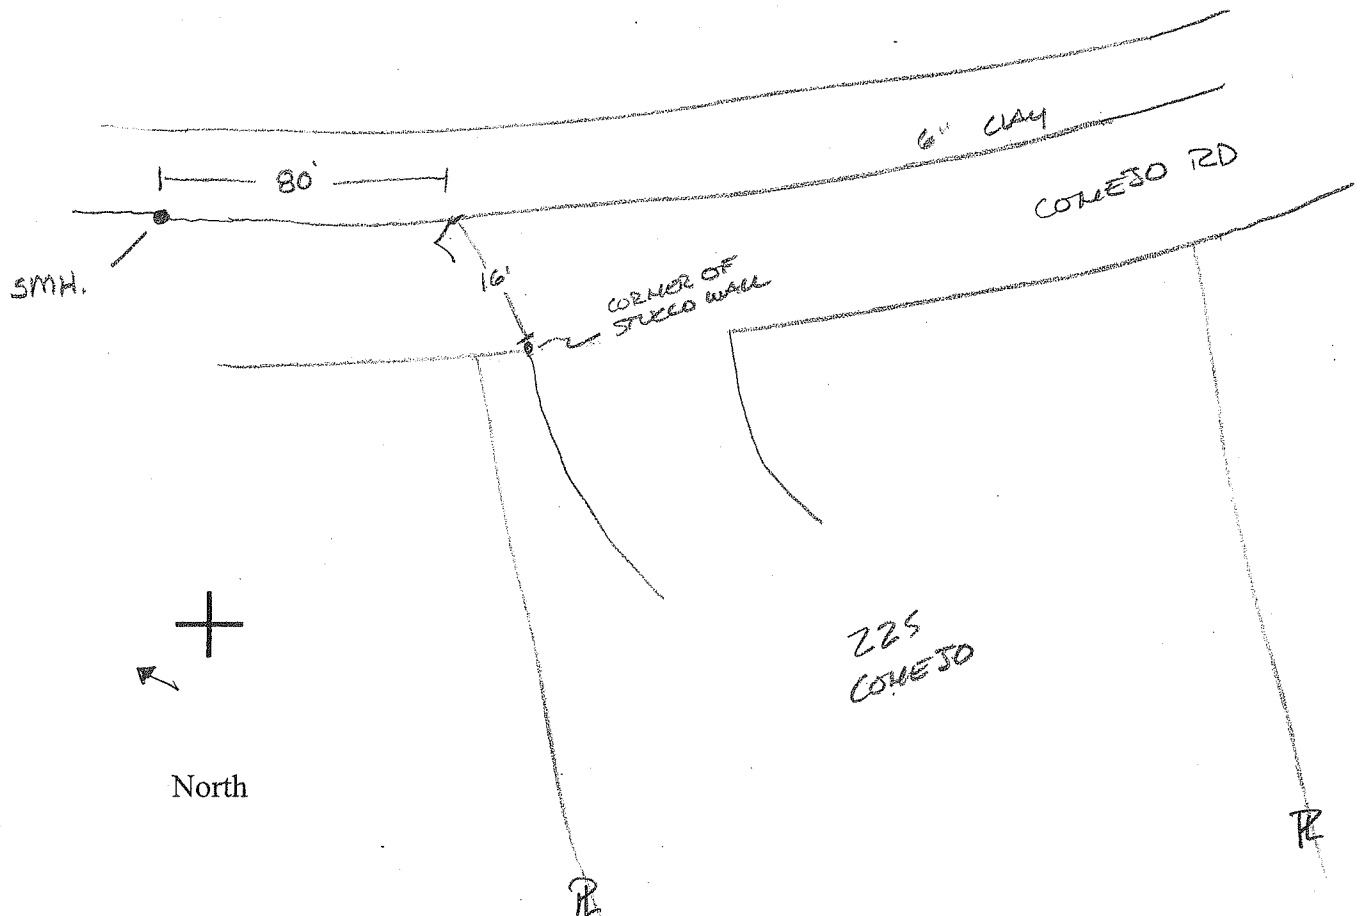 6" CLAY
80'
CONEJO RD
SMH.
16'
CORNER OF
STUCCO WALL
225
CONEJO
North
PL
PL